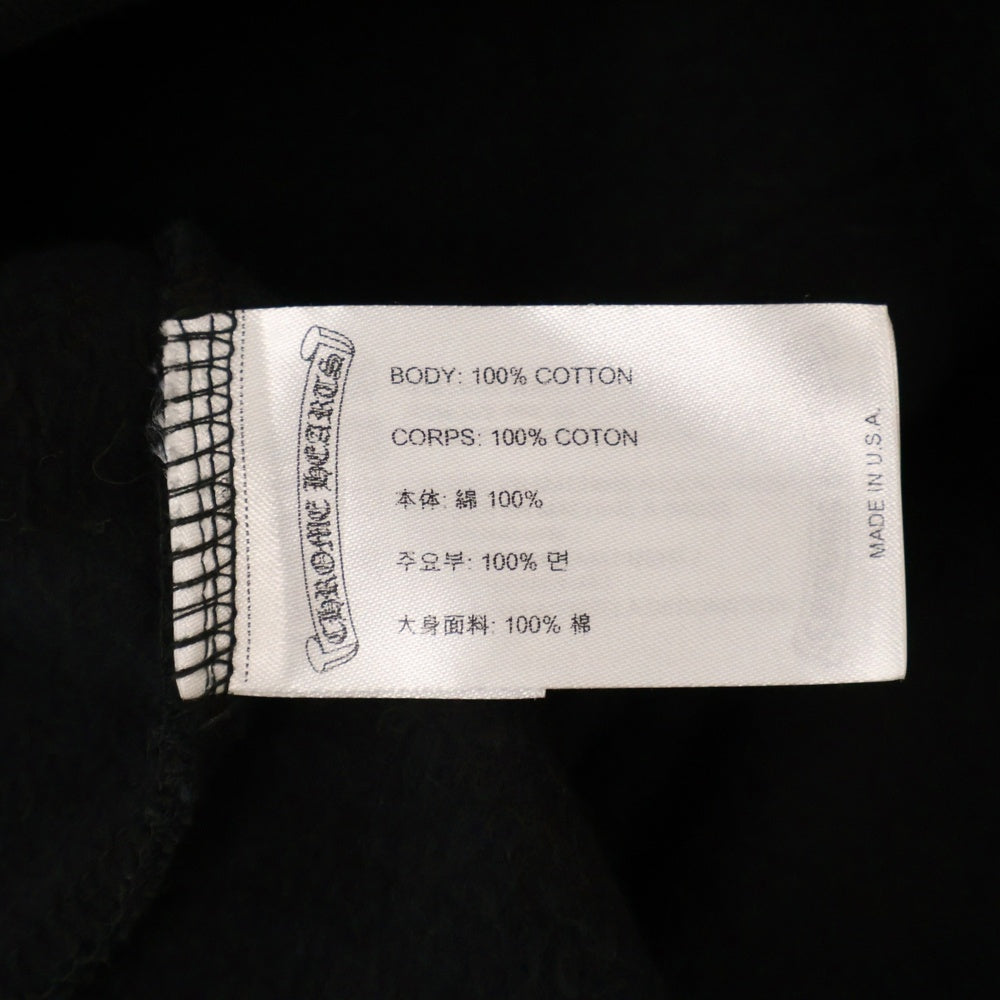 CHROME HEARTS
BODY: 100% COTTON
CORPS: 100% COTON
本体: 綿 100%
주요부: 100% 면
大身面料: 100% 棉
MADE IN U.S.A.